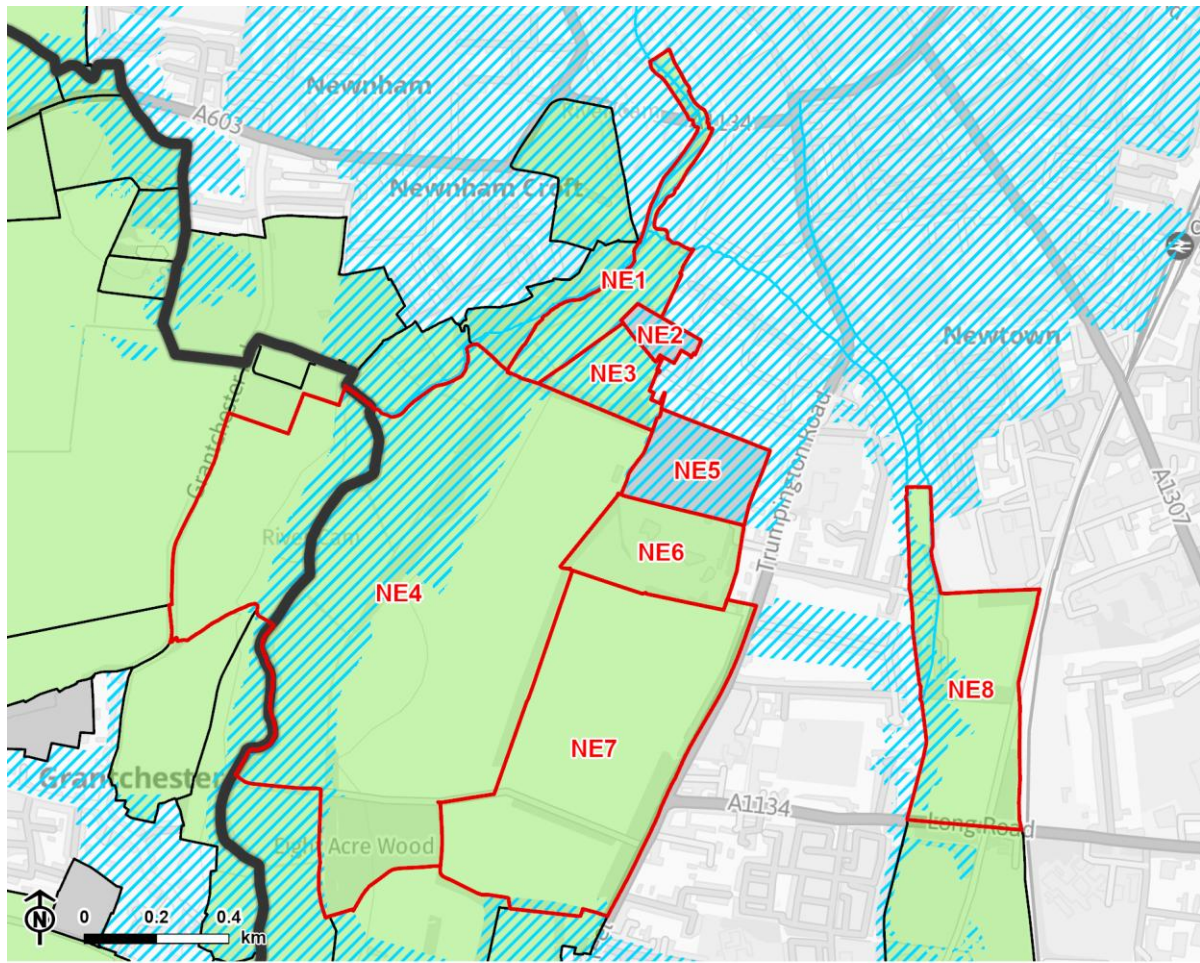 Newnham
A603
Newnham Croft
NE1
NE2
Newtown
NE3
Grantchester
Trumpington Road
NE5
A1307
River Cam
NE6
NE4
NE8
NE7
Grantchester
A1134
Long Road
Eight Acre Wood
N
0 0.2 0.4
km